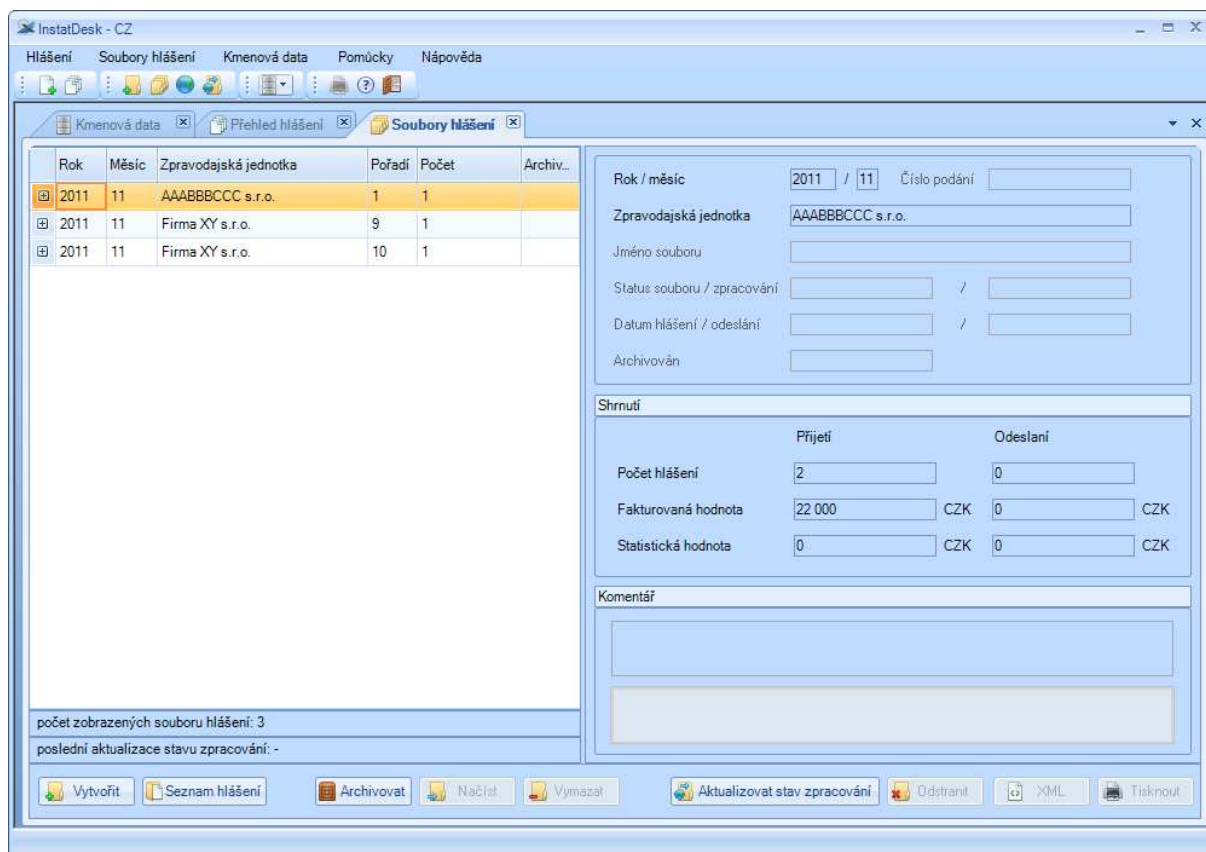 InstatDesk - CZ
Hlášení Soubory hlášení Kmenová data Pomůcky Nápověda
Kmenová data Přehled hlášení Soubory hlášení
Rok Měsíc Zpravodajská jednotka Pořadí Počet Archiv...
2011 11 AAABBBCCC s.r.o. 1 1
2011 11 Firma XY s.r.o. 9 1
2011 11 Firma XY s.r.o. 10 1
počet zobrazených souboru hlášení: 3
poslední aktualizace stavu zpracování: -
Rok / měsíc 2011 / 11 Číslo podání
Zpravodajská jednotka AAABBBCCC s.r.o.
Jméno souboru
Status souboru / zpracování /
Datum hlášení / odeslání /
Archivován
Shrnutí
Přijetí Odeslaní
Počet hlášení 2 0
Fakturovaná hodnota 22 000 CZK 0 CZK
Statistická hodnota 0 CZK 0 CZK
Komentář
Vytvořit Seznam hlášení Archivovat Načíst Vymazat Aktualizovat stav zpracování Odstranit XML Tisknout